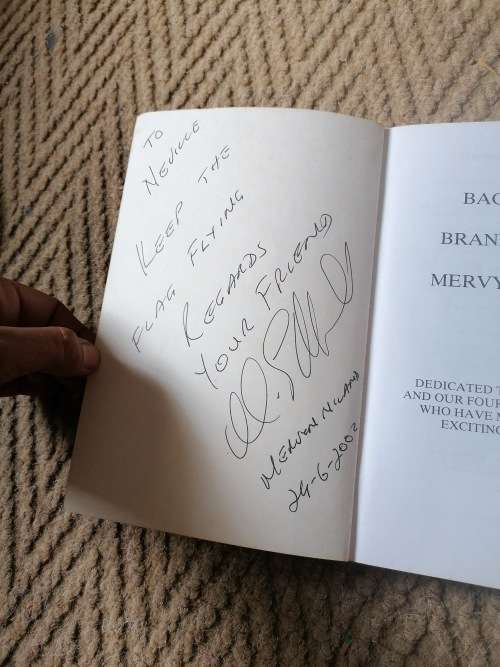 TO
NEVILLE
KEEP THE
FLAG FLYING
REGARDS
YOUR FRIEND
MERVYN NILAND
24-6-2002
BAC
BRAN
MERVY
DEDICATED
AND OUR FOUR
WHO HAVE
EXCITING